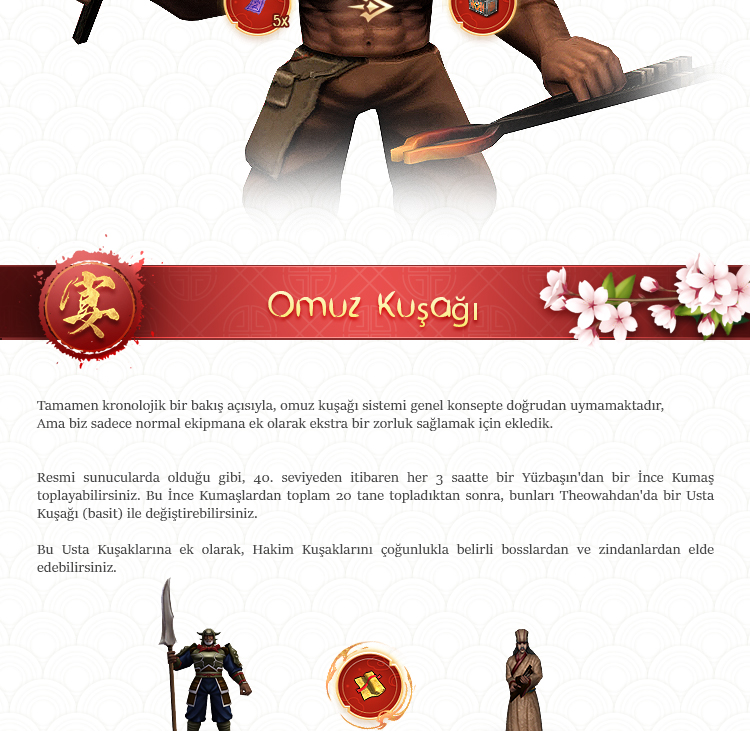 5x
宴
Omuz Kuşağı
Tamamen kronolojik bir bakış açısıyla, omuz kuşağı sistemi genel konsepte doğrudan uymamaktadır,
Ama biz sadece normal ekipmana ek olarak ekstra bir zorluk sağlamak için ekledik.
Resmi sunucularda olduğu gibi, 40. seviyeden itibaren her 3 saatte bir Yüzbaşın'dan bir İnce Kumaş
toplayabilirsiniz. Bu İnce Kumaşlardan toplam 20 tane topladıktan sonra, bunları Theowahdan'da bir Usta
Kuşağı (basit) ile değiştirebilirsiniz.
Bu Usta Kuşaklarına ek olarak, Hakim Kuşaklarını çoğunlukla belirli bosslardan ve zindanlardan elde
edebilirsiniz.